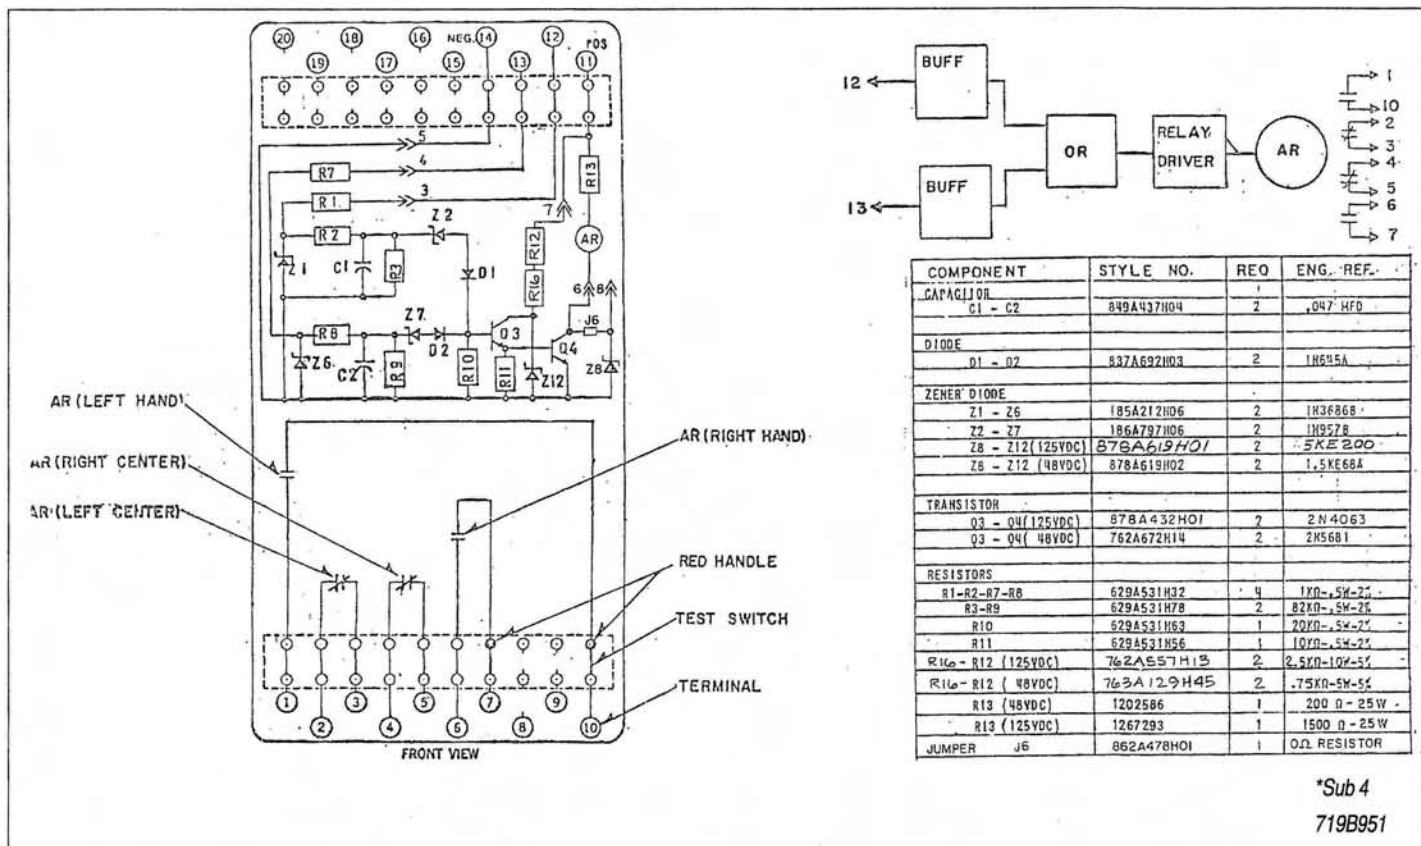 20 18 16 NEG. 14 12 POS
19 17 15 13 11
5
4
R7
3
R1
R2
Z2
7
R13
Z1
C1
R3
D1
R12
AR
R16
6
8
Z7
R8
D2
Q3
J6
Z6
C2
R9
R10
R11
Q4
Z12
Z8
AR (LEFT HAND)
AR (RIGHT HAND)
AR (RIGHT CENTER)
AR (LEFT CENTER)
RED HANDLE
TEST SWITCH
TERMINAL
1 3 5 7 9
2 4 6 8 10
FRONT VIEW
BUFF
12
BUFF
13
OR
RELAY
DRIVER
AR
1
10
2
3
4
5
6
7
COMPONENT STYLE NO. REQ ENG. REF.
CAPACITOR
C1 - C2 849A437H04 2 .047 MFD
DIODE
D1 - D2 837A692H03 2 1N645A
ZENER DIODE
Z1 - Z6 185A212H06 2 1N3686B
Z2 - Z7 186A797H06 2 1N957B
Z8 - Z12(125VDC) 878A619H01 2 .5KE200
Z8 - Z12 (48VDC) 878A619H02 2 1.5KE68A
TRANSISTOR
Q3 - Q4(125VDC) 878A432H01 2 2N4063
Q3 - Q4( 48VDC) 762A672H14 2 2N5681
RESISTORS
R1-R2-R7-R8 629A531H32 4 1KΩ-.5W-2%
R3-R9 629A531H78 2 82KΩ-.5W-2%
R10 629A531H63 1 20KΩ-.5W-2%
R11 629A531H56 1 10KΩ-.5W-2%
R16 - R12 (125VDC) 762A557H13 2 2.5KΩ-10W-5%
R16 - R12 ( 48VDC) 763A129H45 2 .75KΩ-5W-5%
R13 (48VDC) 1202586 1 200 Ω - 25W
R13 (125VDC) 1267293 1 1500 Ω - 25W
JUMPER J6 862A478H01 1 0Ω RESISTOR
*Sub 4
719B951